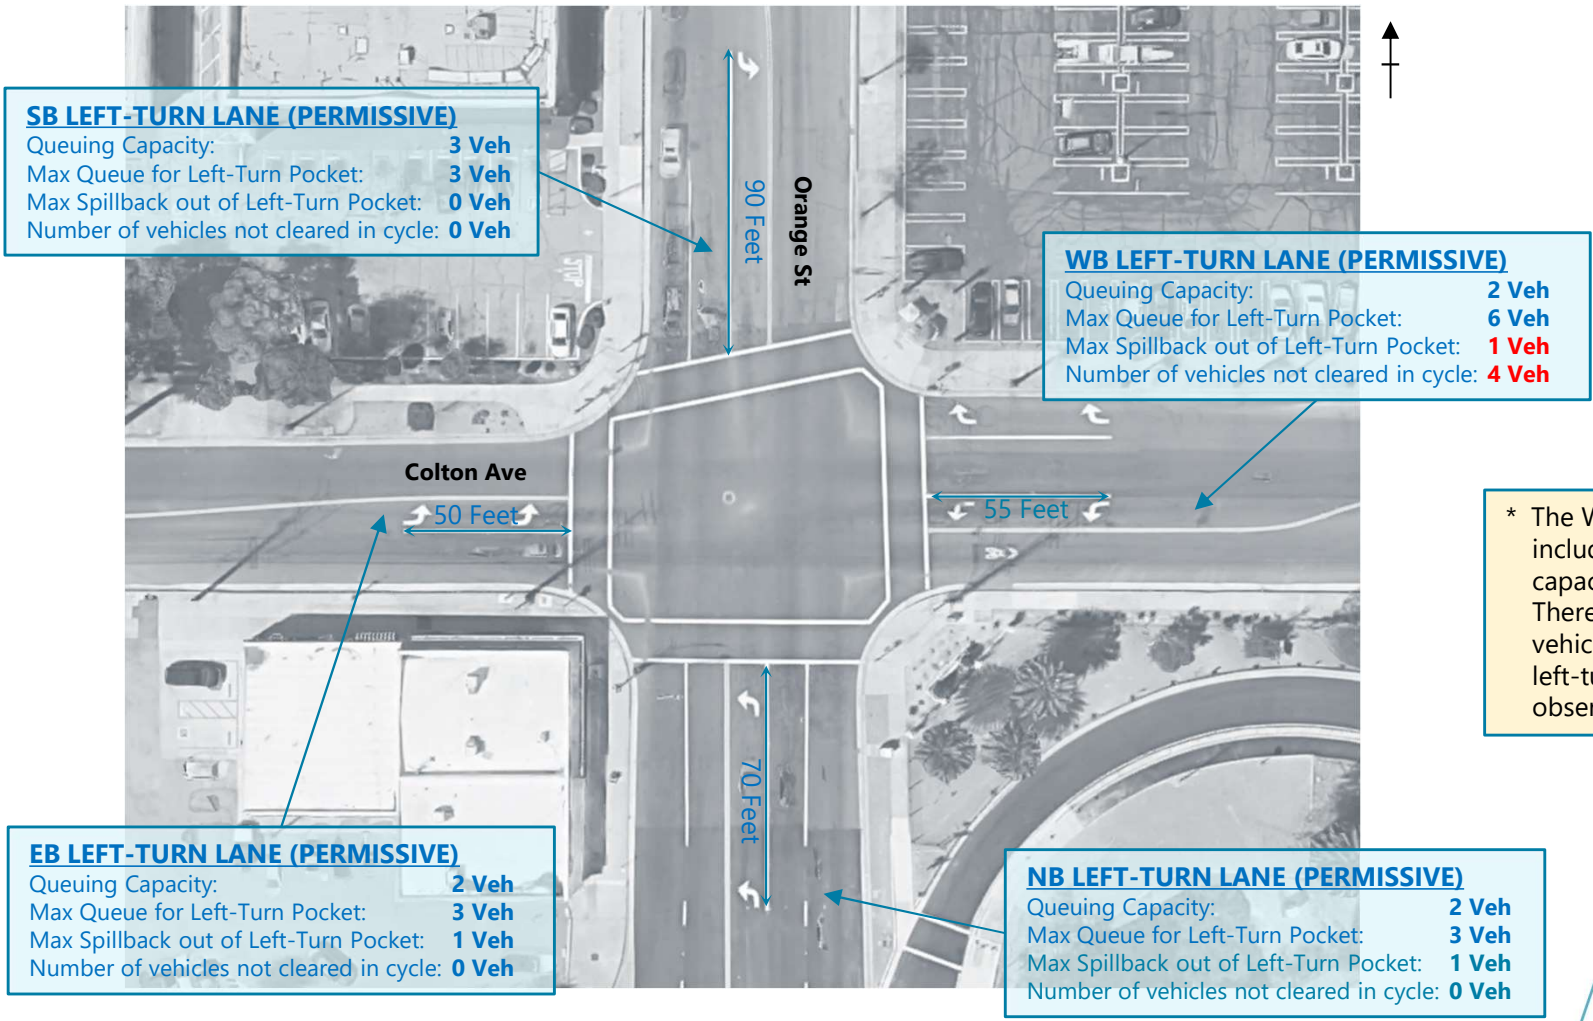 SB LEFT-TURN LANE (PERMISSIVE)
Queuing Capacity: 3 Veh
Max Queue for Left-Turn Pocket: 3 Veh
Max Spillback out of Left-Turn Pocket: 0 Veh
Number of vehicles not cleared in cycle: 0 Veh
90 Feet
Orange St
WB LEFT-TURN LANE (PERMISSIVE)
Queuing Capacity: 2 Veh
Max Queue for Left-Turn Pocket: 6 Veh
Max Spillback out of Left-Turn Pocket: 1 Veh
Number of vehicles not cleared in cycle: 4 Veh
Colton Ave
50 Feet
55 Feet
* The W
includ
capac
There
vehic
left-tu
obser
70 Feet
EB LEFT-TURN LANE (PERMISSIVE)
Queuing Capacity: 2 Veh
Max Queue for Left-Turn Pocket: 3 Veh
Max Spillback out of Left-Turn Pocket: 1 Veh
Number of vehicles not cleared in cycle: 0 Veh
NB LEFT-TURN LANE (PERMISSIVE)
Queuing Capacity: 2 Veh
Max Queue for Left-Turn Pocket: 3 Veh
Max Spillback out of Left-Turn Pocket: 1 Veh
Number of vehicles not cleared in cycle: 0 Veh